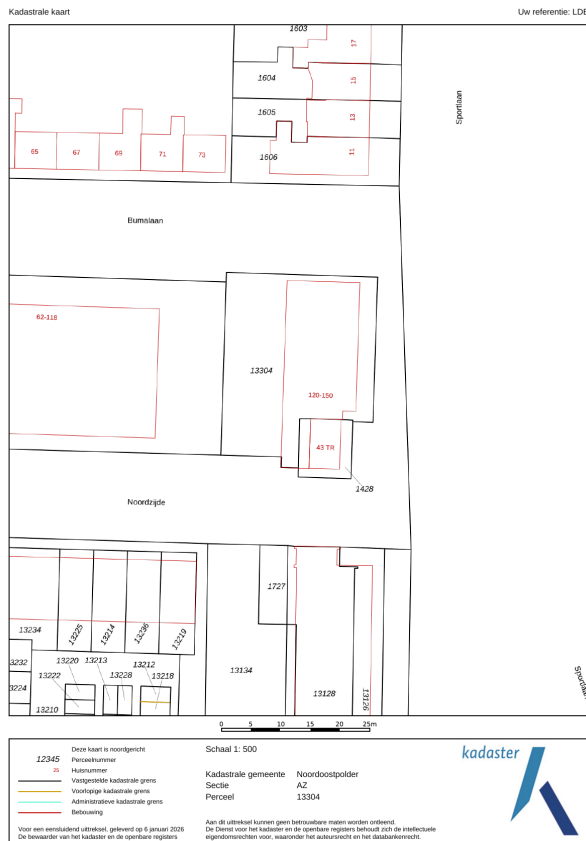 Kadastrale kaart
Uw referentie: LDE
1603
17
1604
15
1605
13
1606
11
Sportlaan
65
67
69
71
73
Bumalaan
62-118
13304
120-150
43 TR
1428
Noordzijde
1727
13234
13225
13214
13236
13219
3232
13220
13213
13212
13222
13228
13218
3224
13210
13134
13128
13126
Sportlaan
0 5 10 15 20 25m
Deze kaart is noordgericht
12345 Perceelnummer
25 Huisnummer
Vastgestelde kadastrale grens
Voorlopige kadastrale grens
Administratieve kadastrale grens
Bebouwing
Voor een eensluidend uittreksel, geleverd op 6 januari 2026
De bewaarder van het kadaster en de openbare registers
Schaal 1: 500
Kadastrale gemeente Noordoostpolder
Sectie AZ
Perceel 13304
Aan dit uittreksel kunnen geen betrouwbare maten worden ontleend.
De Dienst voor het kadaster en de openbare registers behoudt zich de intellectuele
eigendomsrechten voor, waaronder het auteursrecht en het databankenrecht.
kadaster